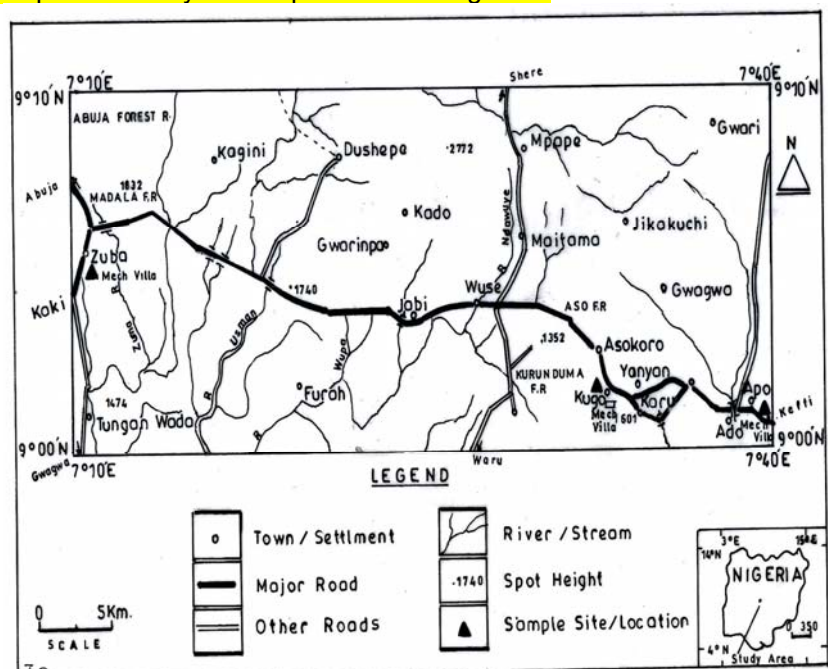 Shere
7°10'E
7°40'E
9°10'N
9°10'N
ABUJA FOREST R.
Gwari
N
Kagini
Dushepe
.2772
Mpape
Abuja
1832
MADALA F.R
Kado
Ndawuye
R
Jikakuchi
Gwarinpa
Maitama
Zuba
Mech Villa
.1740
Wuse
Gwagwa
Koki
Jabi
ASO F.R
Usman
R
Zuma
Wupa
.1352
Asokoro
Yanyan
KURUNDUMA
F.R
Furah
Kugo
Karu
Apo
Mech
Villa
1601
Kefti
1474
Tungan Wada
R
R
Ado
Mech
Villa
9°00'N
9°00'N
Gwagwa
7°10'E
Waru
7°40'E
LEGEND
Town / Settlment
River / Stream
Major Road
.1740
Spot Height
Other Roads
Sample Site/Location
0 5Km.
SCALE
3°E
14°N
NIGERIA
0 350
4°N
Study Area